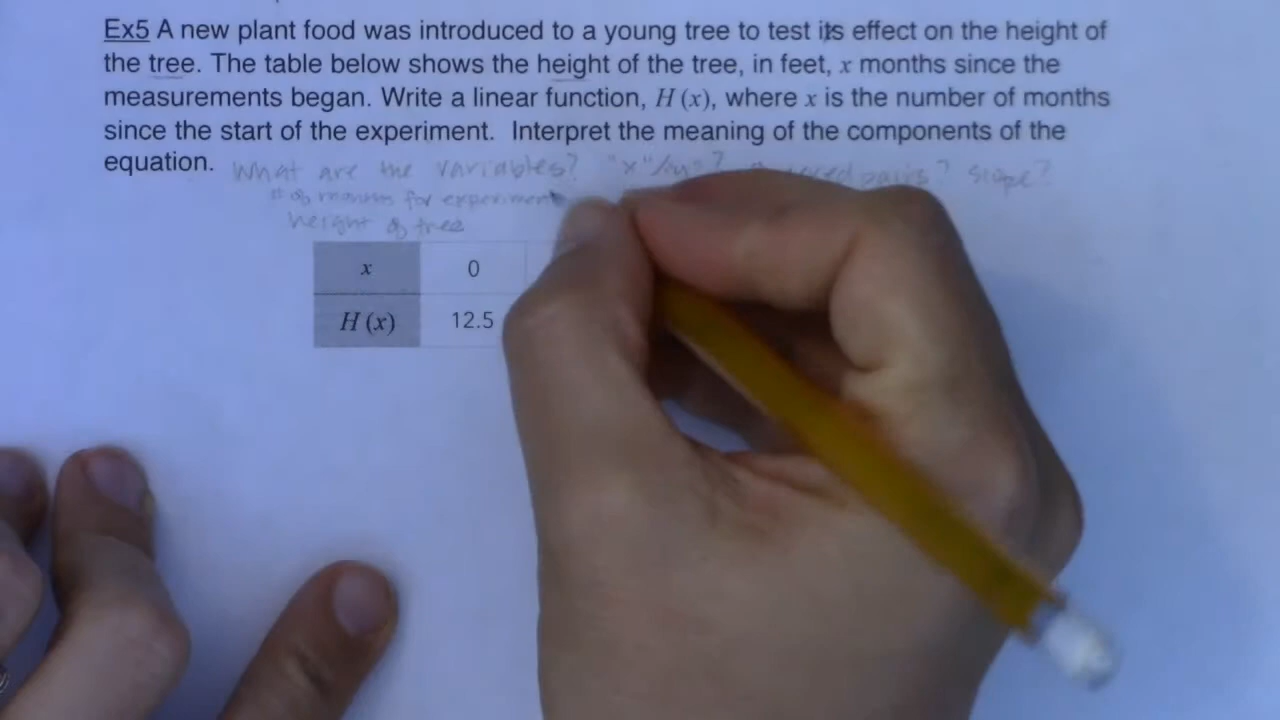 Ex5 A new plant food was introduced to a young tree to test its effect on the height of
the tree. The table below shows the height of the tree, in feet, x months since the
measurements began. Write a linear function, H (x), where x is the number of months
since the start of the experiment. Interpret the meaning of the components of the
equation. What are the variables? "x"/ y=? pairs? slope?
# of months for experiment
height of tree
x 0
H (x) 12.5